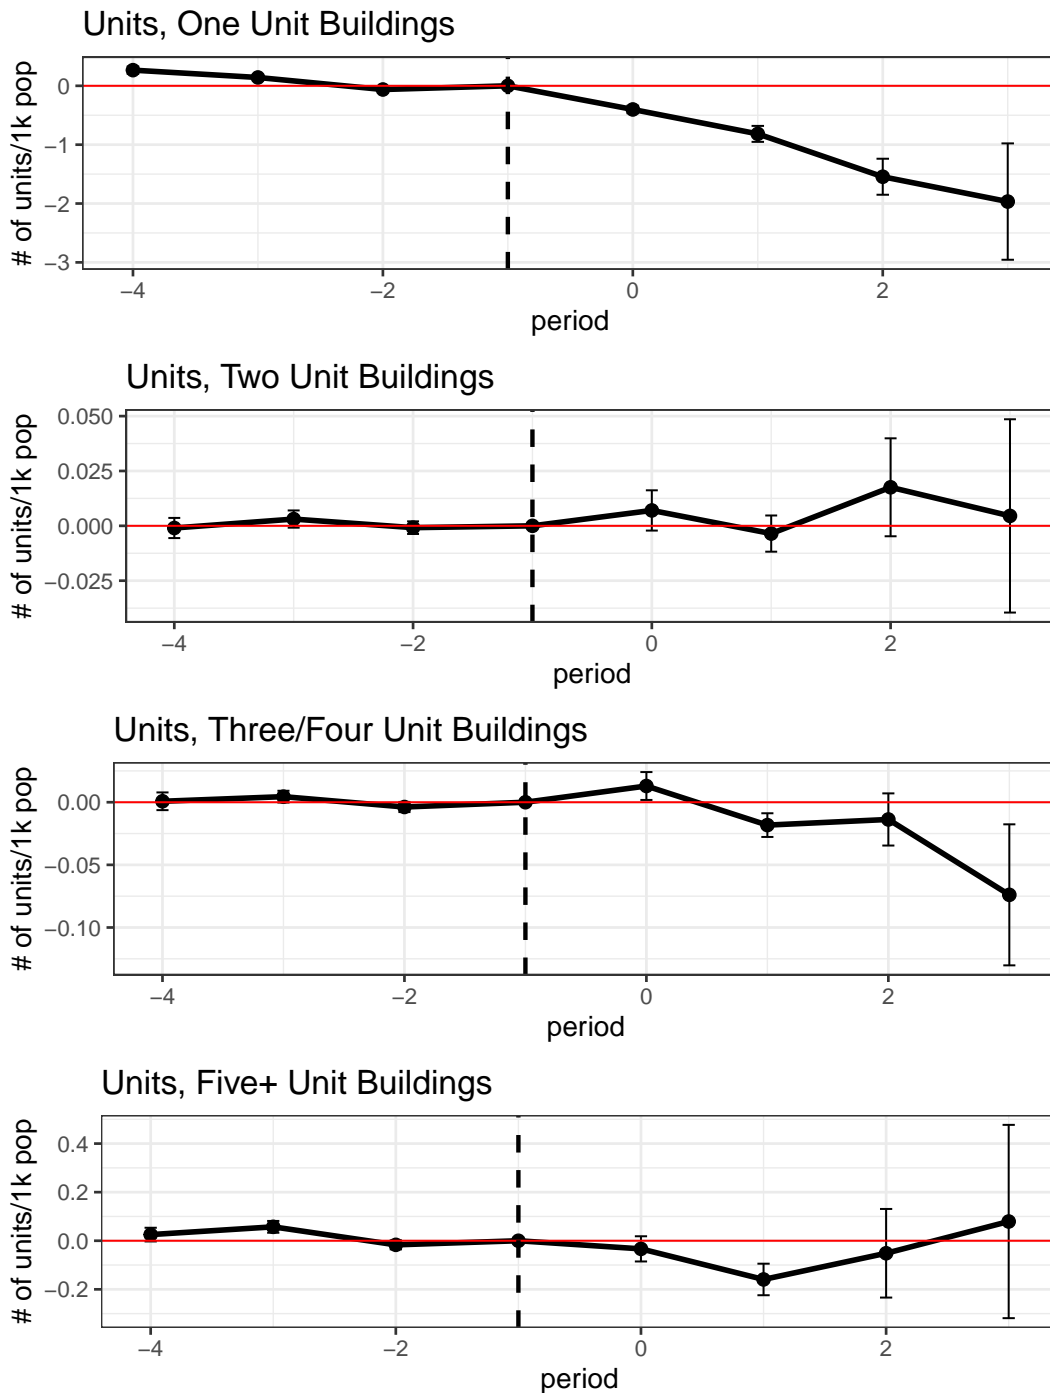 Units, One Unit Buildings
# of units/1k pop
0
−1
−2
−3
−4
−2
0
2
period
Units, Two Unit Buildings
# of units/1k pop
0.050
0.025
0.000
−0.025
−4
−2
0
2
period
Units, Three/Four Unit Buildings
# of units/1k pop
0.00
−0.05
−0.10
−4
−2
0
2
period
Units, Five+ Unit Buildings
# of units/1k pop
0.4
0.2
0.0
−0.2
−4
−2
0
2
period